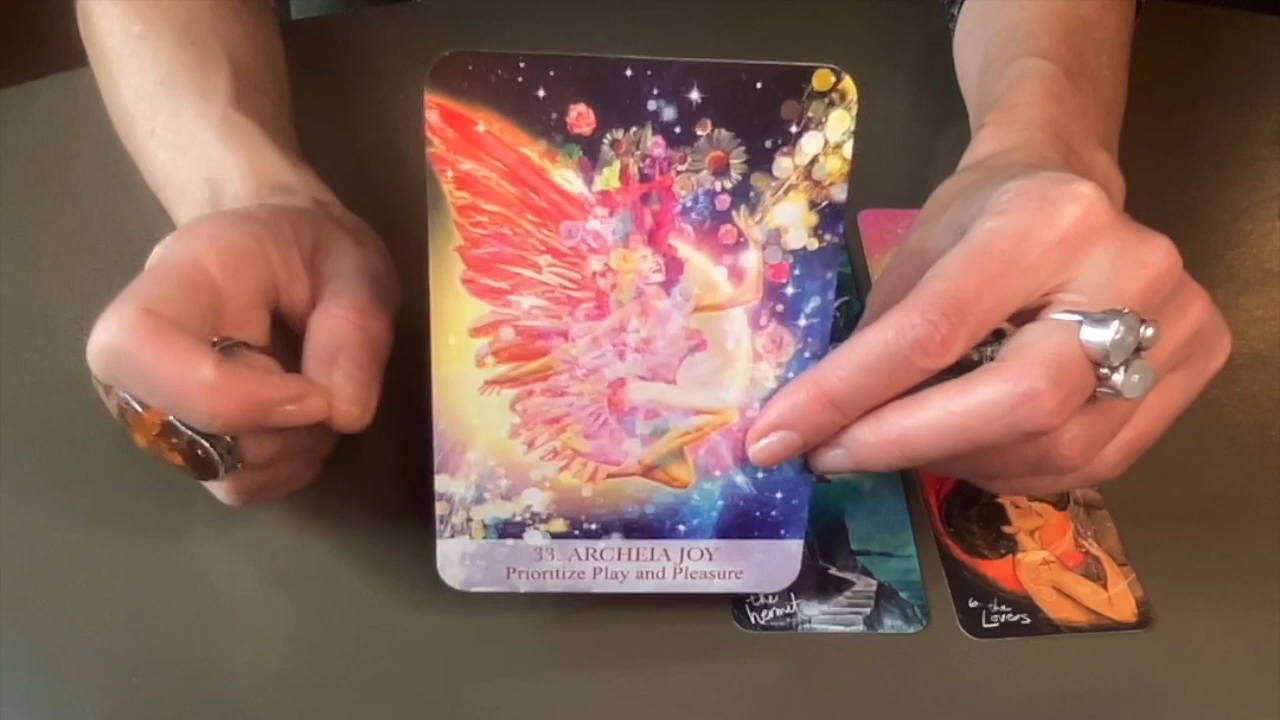 33. ARCHEIA JOY
Prioritize Play and Pleasure
the
hermit
6. the
Lovers